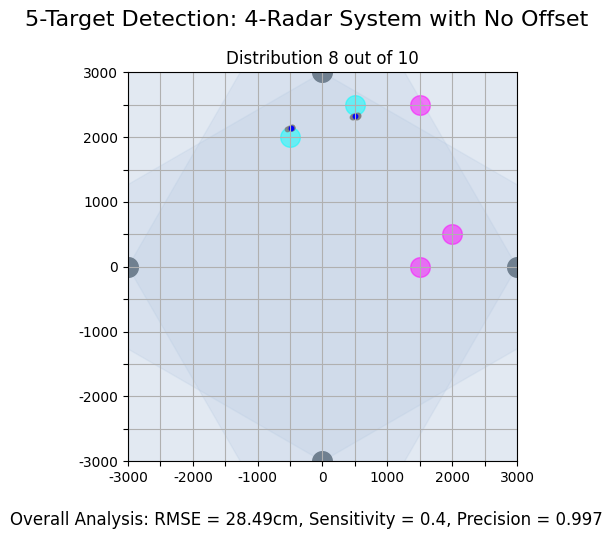 5-Target Detection: 4-Radar System with No Offset
Distribution 8 out of 10
3000
2000
1000
0
-1000
-2000
-3000
-3000 -2000 -1000 0 1000 2000 3000
Overall Analysis: RMSE = 28.49cm, Sensitivity = 0.4, Precision = 0.997